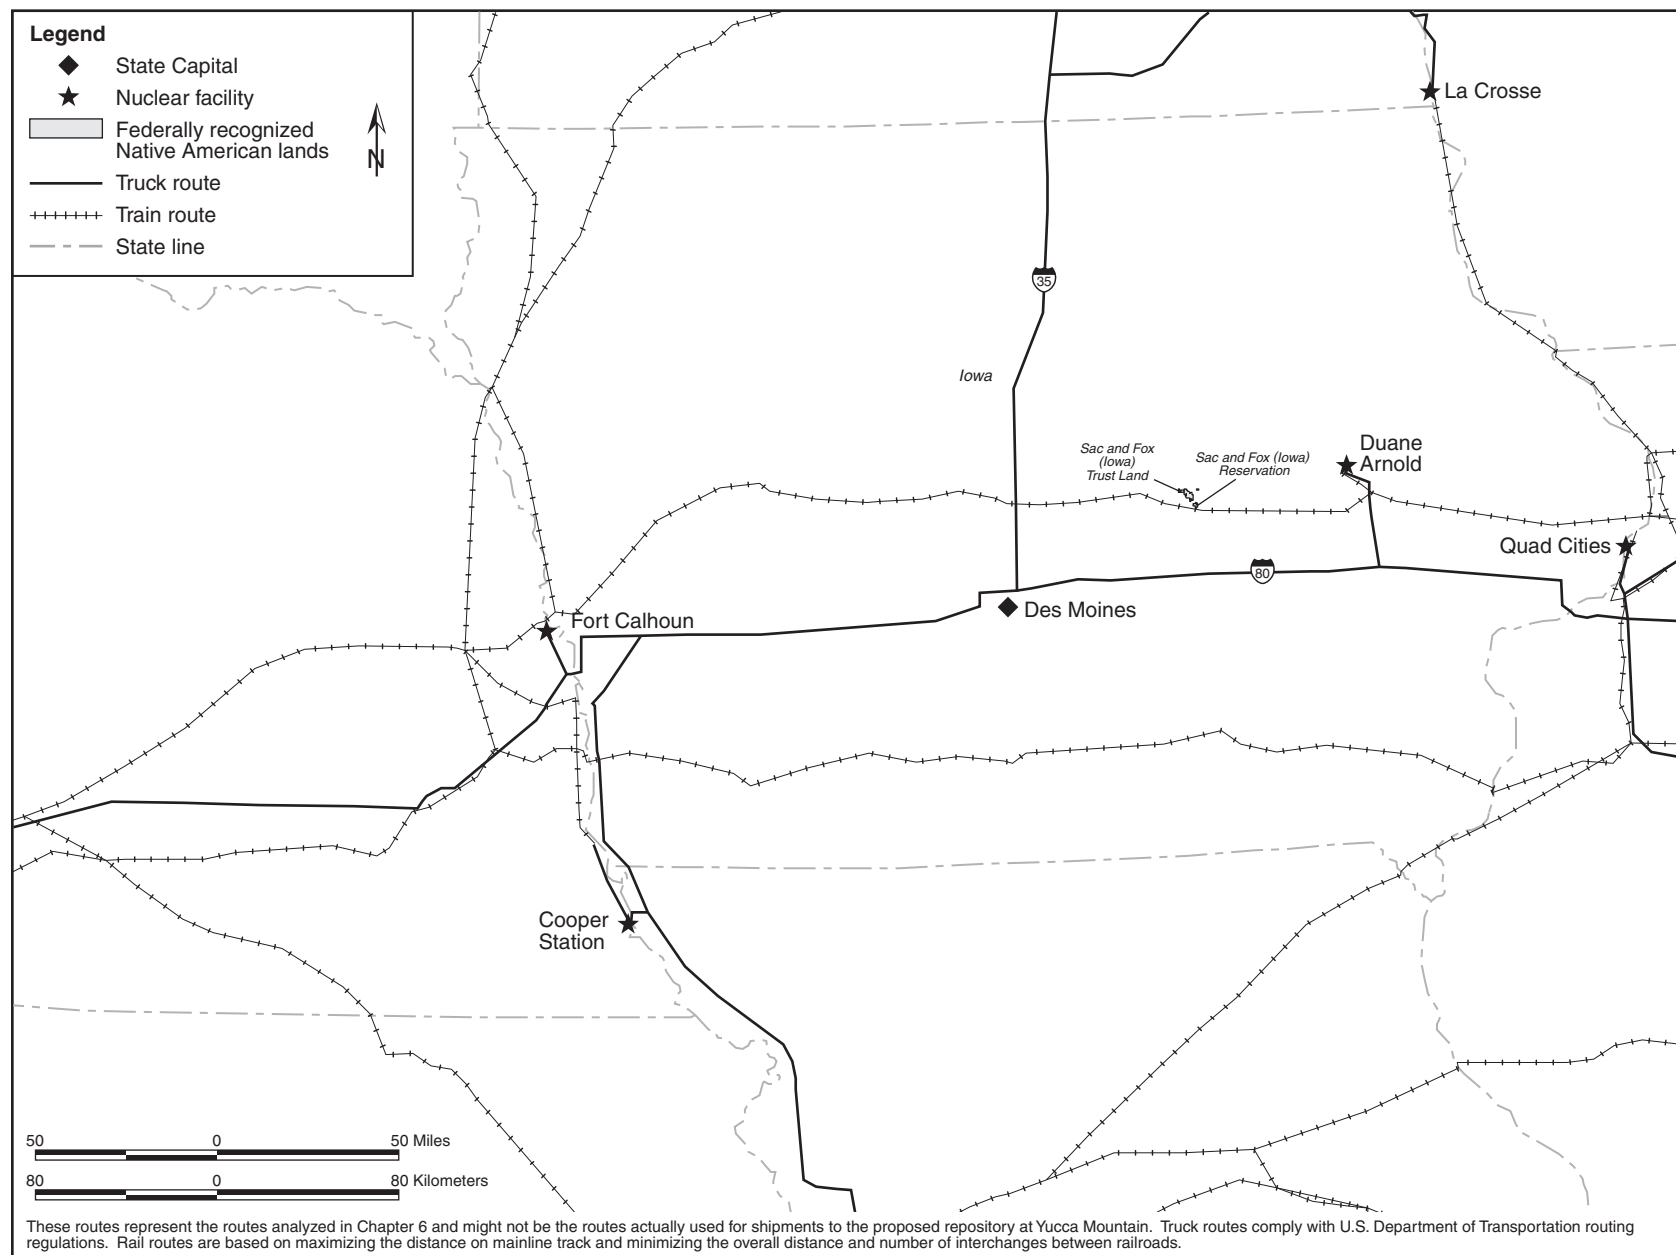 Legend
State Capital
Nuclear facility
Federally recognized
Native American lands
Truck route
Train route
State line
N
La Crosse
35
Iowa
Sac and Fox
(Iowa)
Trust Land
Sac and Fox (Iowa)
Reservation
Duane
Arnold
Quad Cities
80
Des Moines
Fort Calhoun
Cooper
Station
50 0 50 Miles
80 0 80 Kilometers
These routes represent the routes analyzed in Chapter 6 and might not be the routes actually used for shipments to the proposed repository at Yucca Mountain. Truck routes comply with U.S. Department of Transportation routing
regulations. Rail routes are based on maximizing the distance on mainline track and minimizing the overall distance and number of interchanges between railroads.